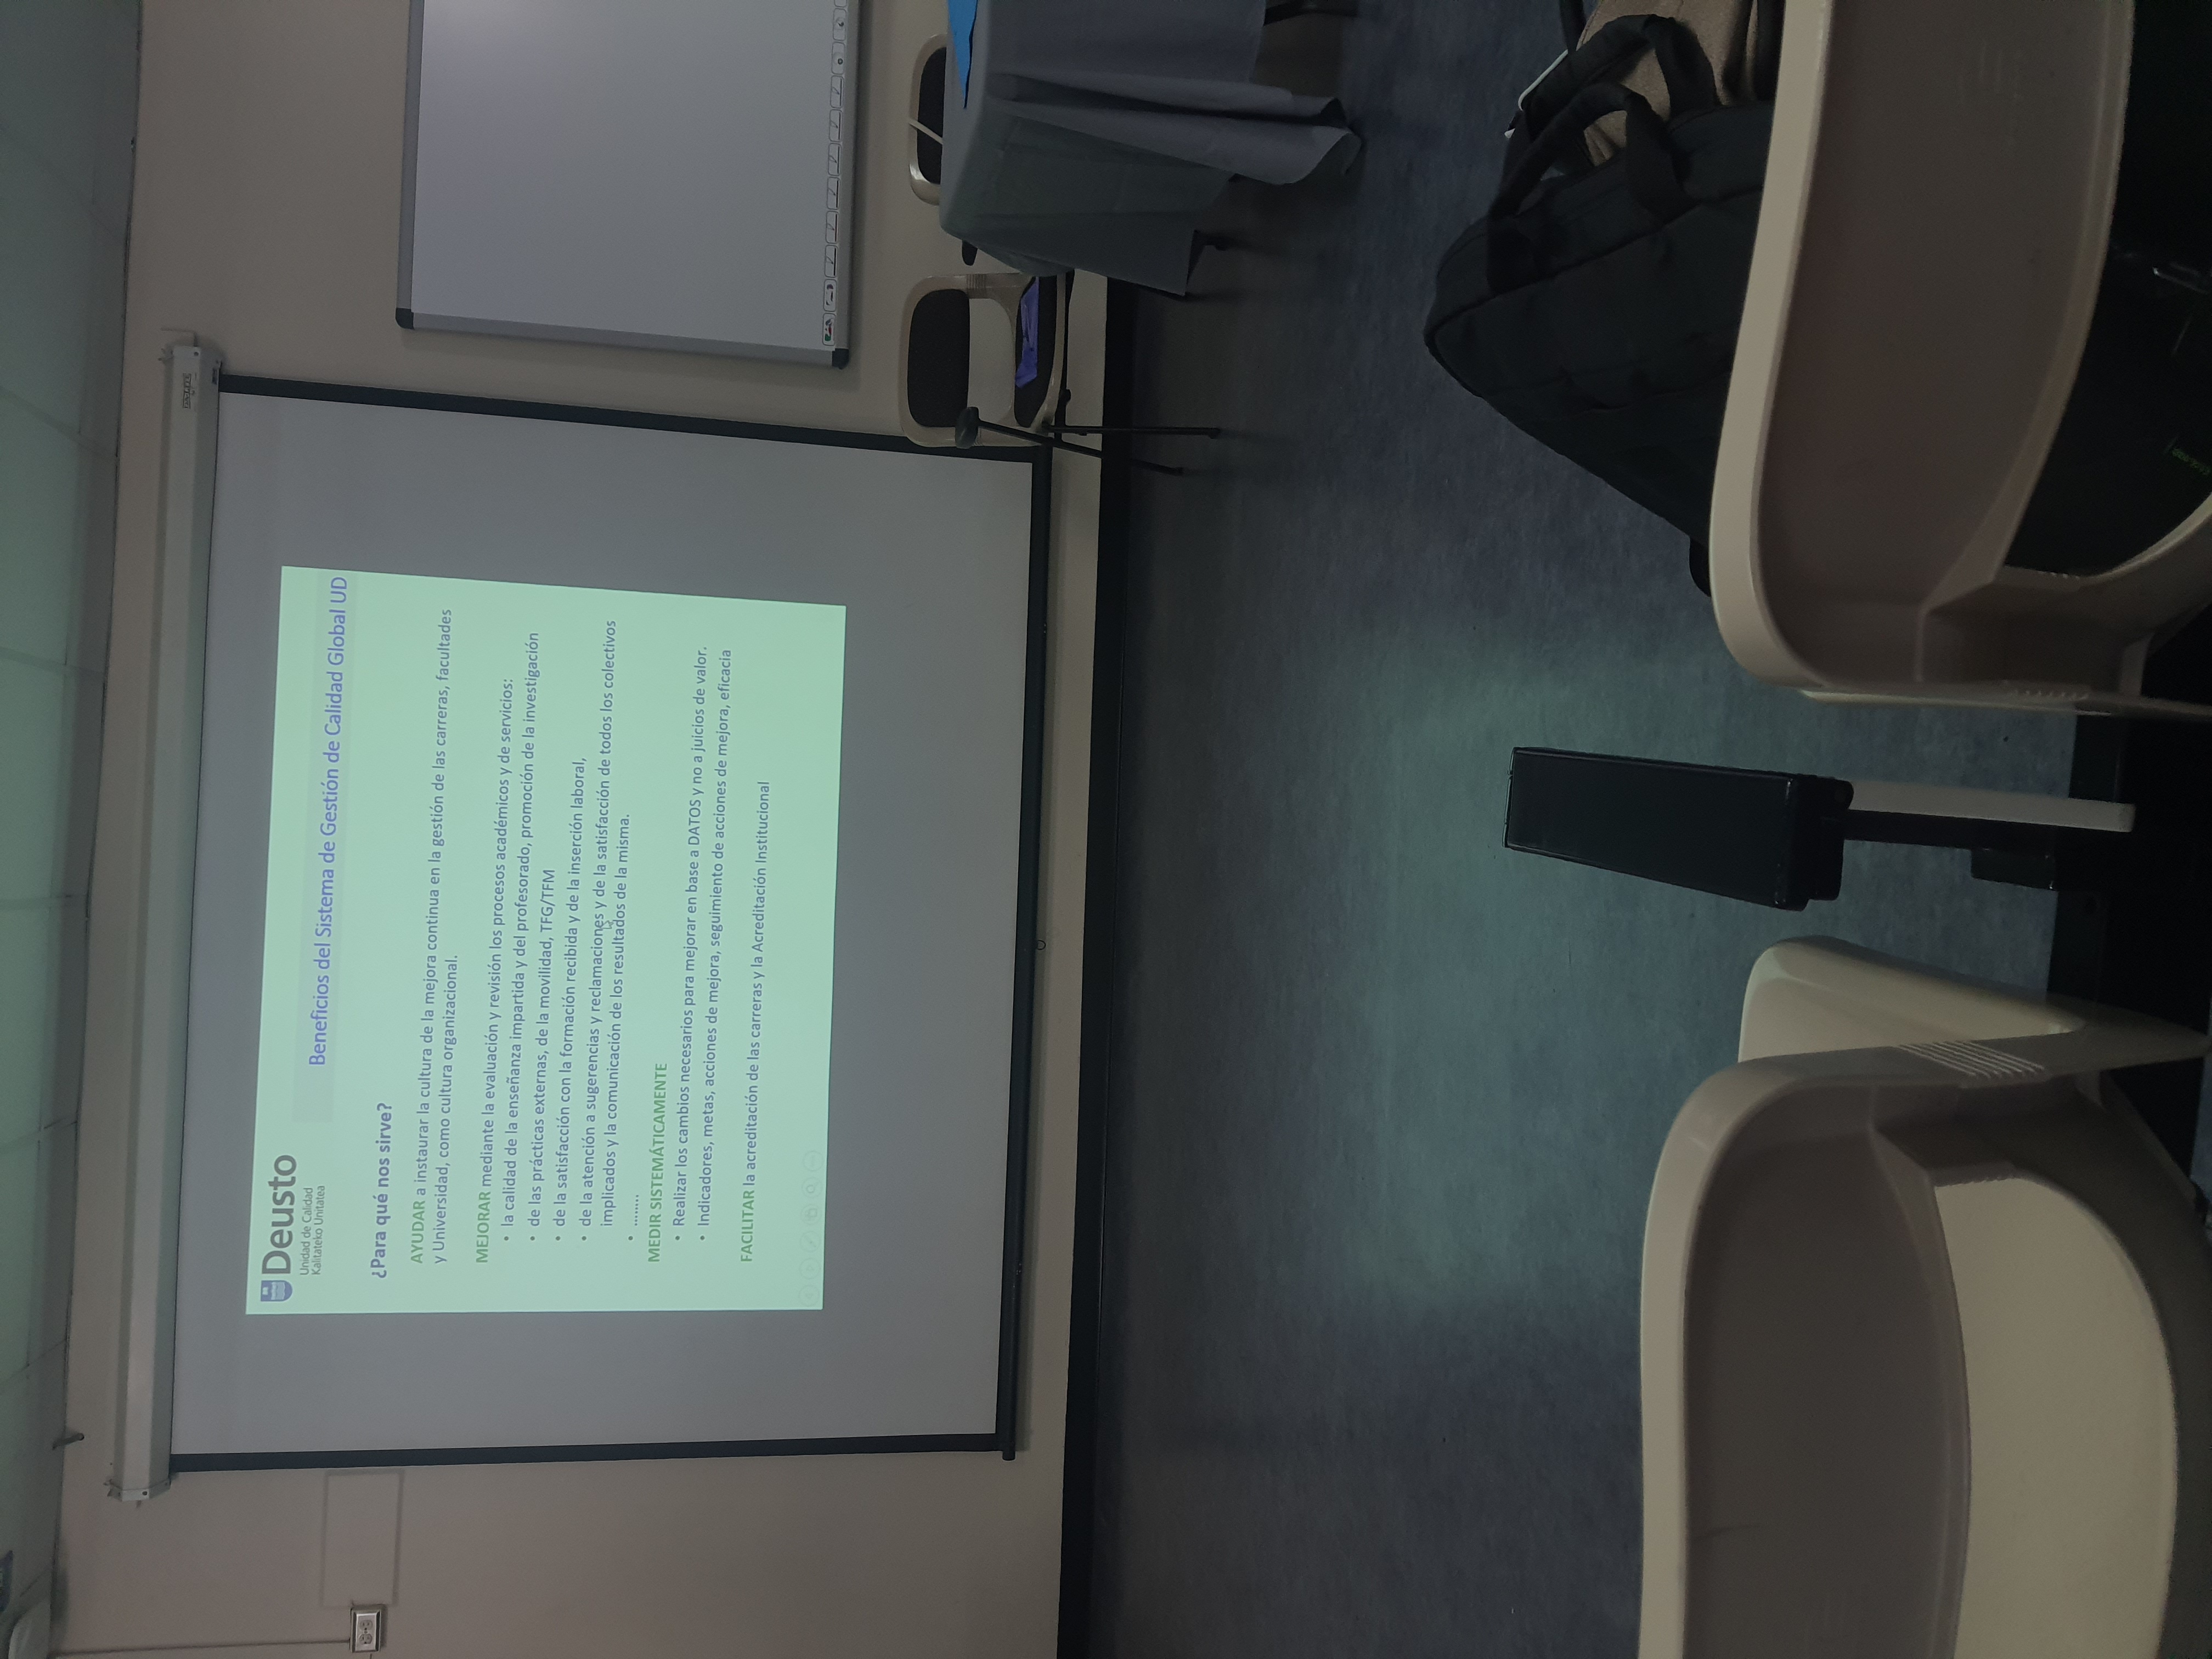 Deusto
Unidad de Calidad
Kalitateko Unitatea
Beneficios del Sistema de Gestión de Calidad Global UD
¿Para qué nos sirve?
AYUDAR a instaurar la cultura de la mejora continua en la gestión de las carreras, facultades
y Universidad, como cultura organizacional.
MEJORAR mediante la evaluación y revisión los procesos académicos y de servicios:
• la calidad de la enseñanza impartida y del profesorado, promoción de la investigación
• de las prácticas externas, de la movilidad, TFG/TFM
• de la satisfacción con la formación recibida y de la inserción laboral,
• de la atención a sugerencias y reclamaciones y de la satisfacción de todos los colectivos
implicados y la comunicación de los resultados de la misma.
• ........
MEDIR SISTEMÁTICAMENTE
• Realizar los cambios necesarios para mejorar en base a DATOS y no a juicios de valor.
• Indicadores, metas, acciones de mejora, seguimiento de acciones de mejora, eficacia
FACILITAR la acreditación de las carreras y la Acreditación Institucional